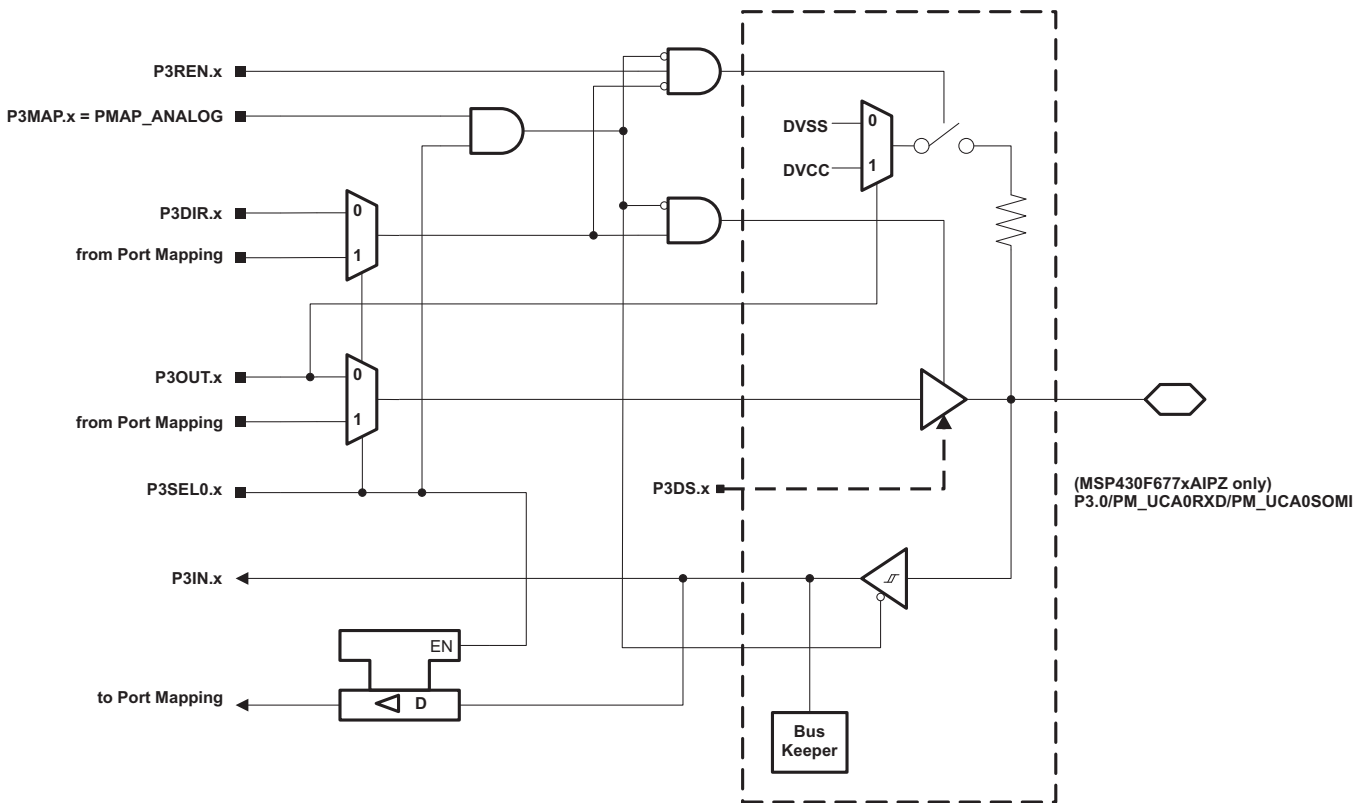 P3REN.x
P3MAP.x = PMAP_ANALOG
DVSS
0
DVCC
1
P3DIR.x
0
from Port Mapping
1
P3OUT.x
0
from Port Mapping
1
P3SEL0.x
P3DS.x
(MSP430F677xAIPZ only)
P3.0/PM_UCA0RXD/PM_UCA0SOMI
P3IN.x
EN
to Port Mapping
D
Bus
Keeper